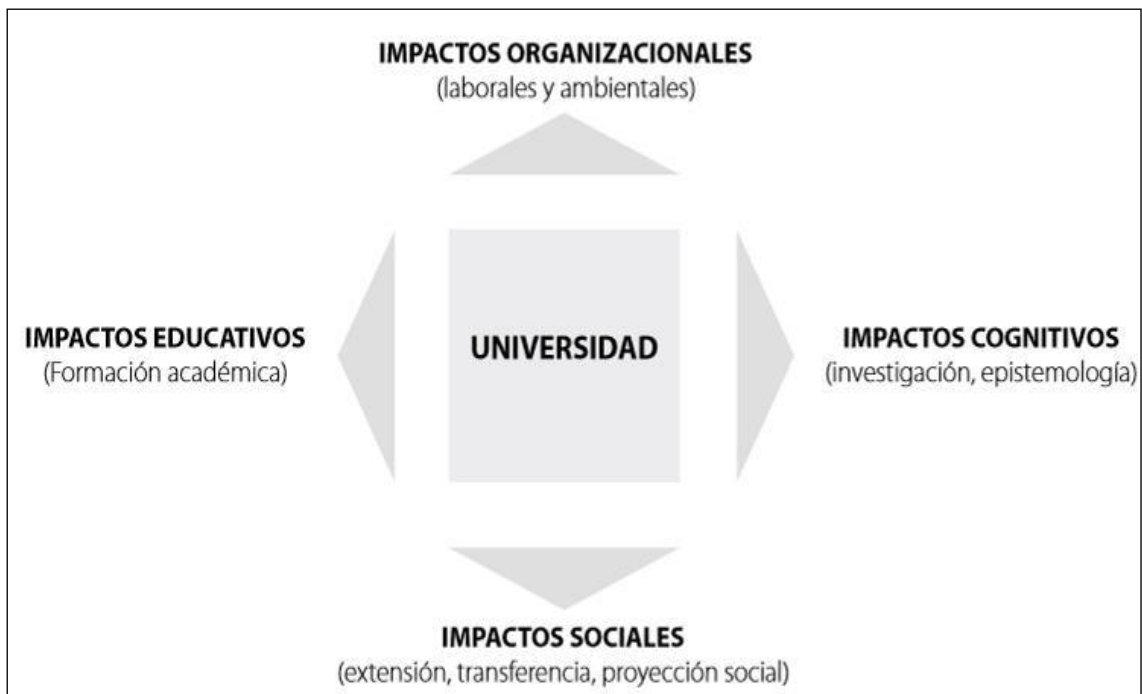 IMPACTOS ORGANIZACIONALES
(laborales y ambientales)
IMPACTOS EDUCATIVOS
(Formación académica)
UNIVERSIDAD
IMPACTOS COGNITIVOS
(investigación, epistemología)
IMPACTOS SOCIALES
(extensión, transferencia, proyección social)